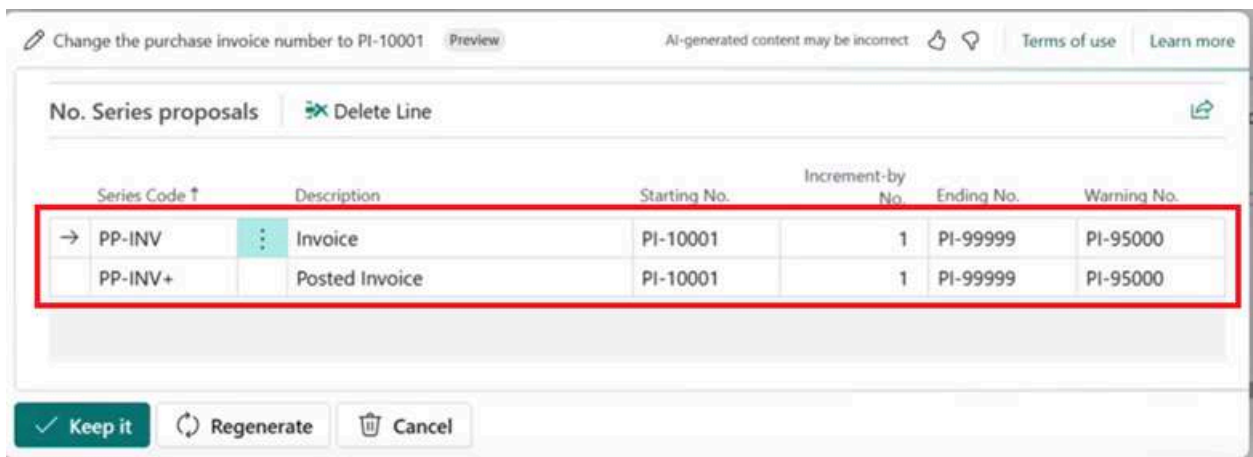 Change the purchase invoice number to PI-10001 Preview AI-generated content may be incorrect Terms of use Learn more
No. Series proposals Delete Line
Series Code ↑ Description Starting No. Increment-by No. Ending No. Warning No.
→ PP-INV ⋮ Invoice PI-10001 1 PI-99999 PI-95000
PP-INV+ Posted Invoice PI-10001 1 PI-99999 PI-95000
Keep it Regenerate Cancel